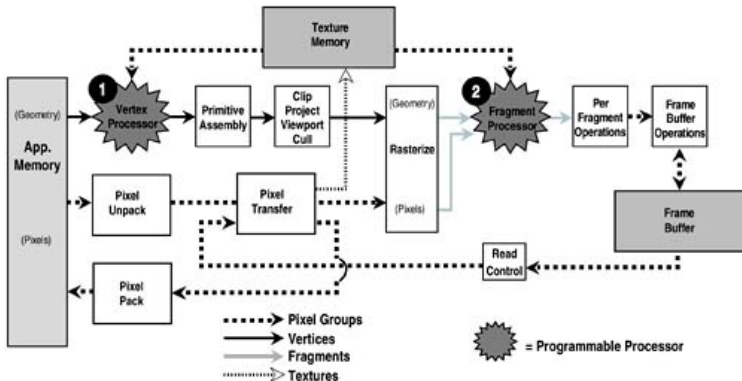 Texture
Memory
1
Vertex
Processor
(Geometry)
App.
Memory
(Pixels)
Primitive
Assembly
Clip
Project
Viewport
Cull
(Geometry)
Rasterize
(Pixels)
2
Fragment
Processor
Per
Fragment
Operations
Frame
Buffer
Operations
Pixel
Unpack
Pixel
Transfer
Frame
Buffer
Read
Control
Pixel
Pack
Pixel Groups
Vertices
Fragments
Textures
= Programmable Processor